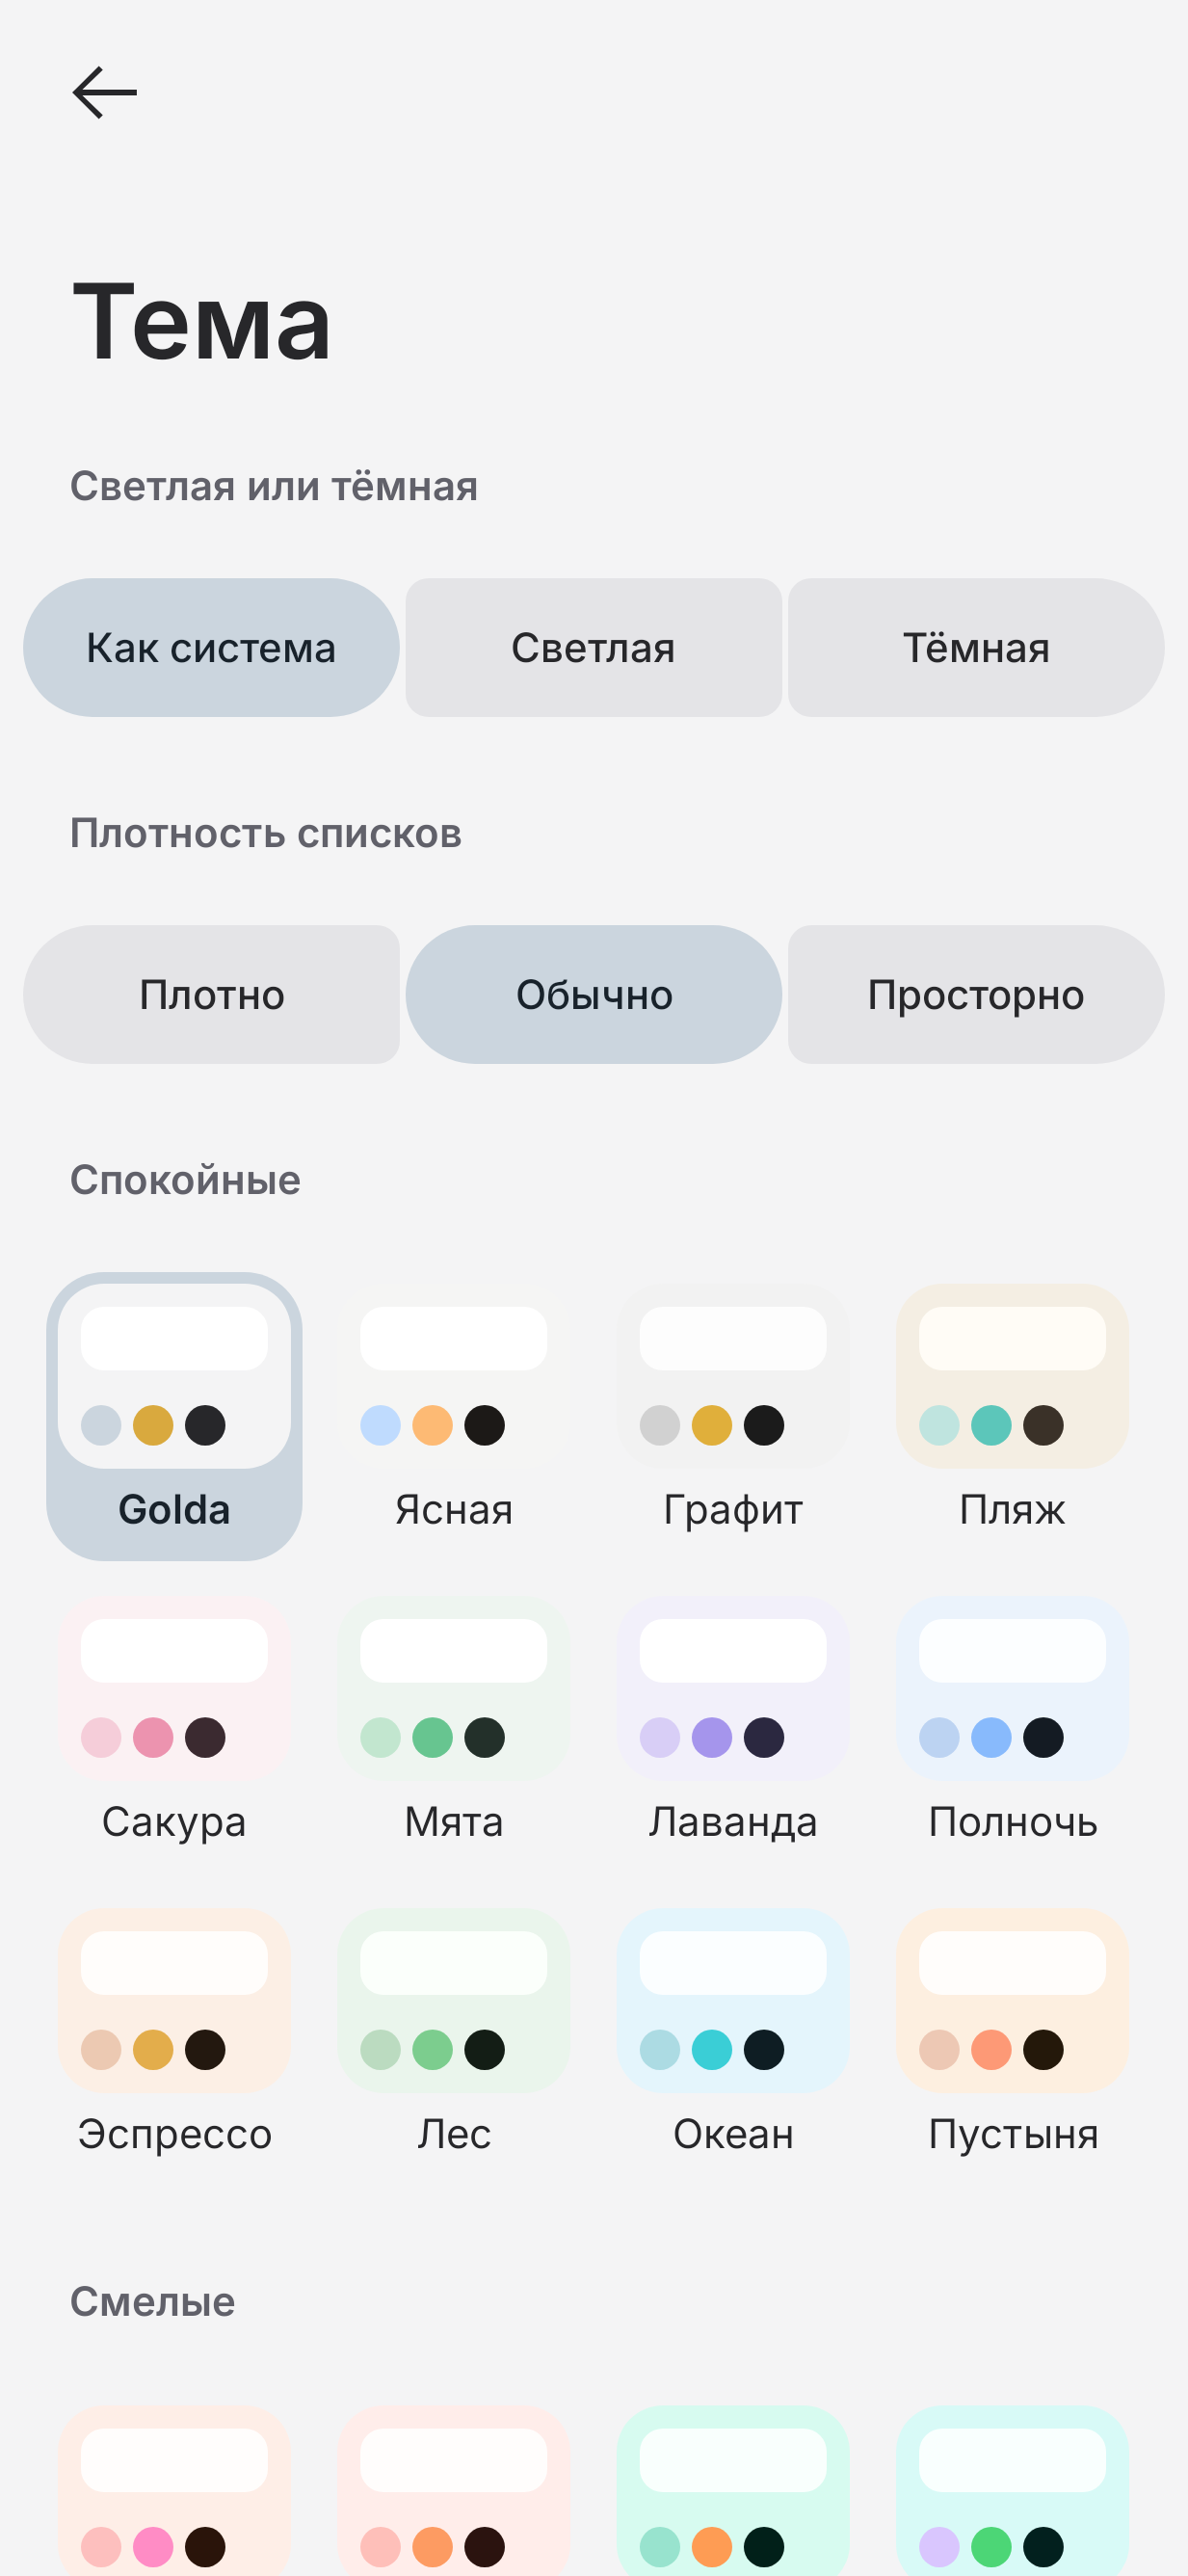 Тема
Светлая или тёмная
Как система
Светлая
Тёмная
Плотность списков
Плотно
Обычно
Просторно
Спокойные
Golda
Ясная
Графит
Пляж
Сакура
Мята
Лаванда
Полночь
Эспрессо
Лес
Океан
Пустыня
Смелые